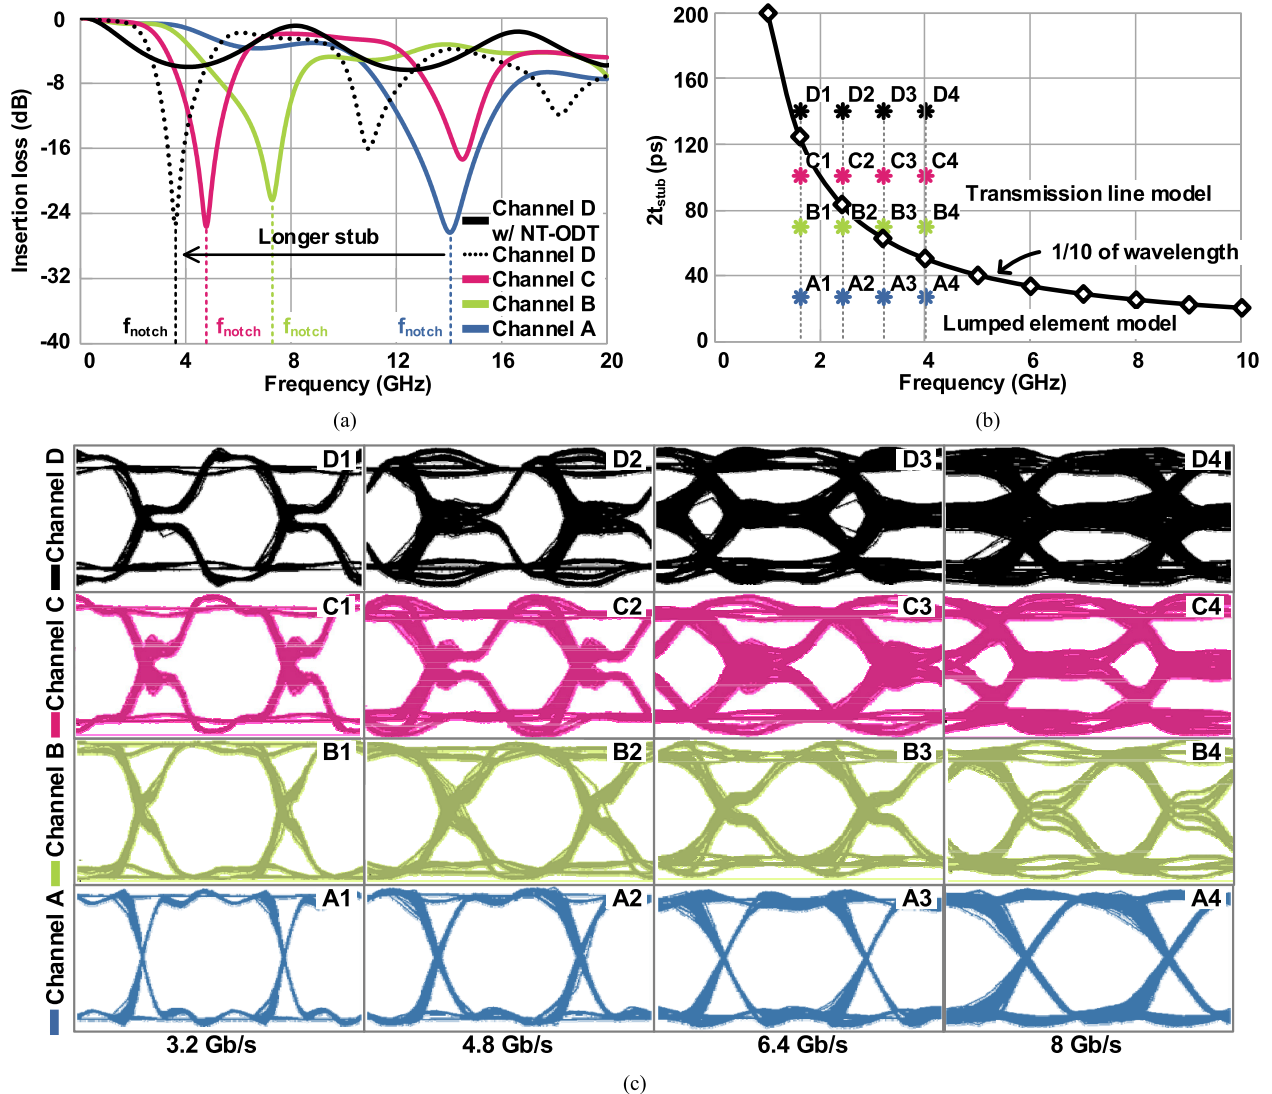 0
-8
-16
-24
-32
-40
Insertion loss (dB)
Channel D
w/ NT-ODT
Channel D
Channel C
Channel B
Channel A
Longer stub
fnotch
fnotch
fnotch
fnotch
0 4 8 12 16 20
Frequency (GHz)
(a)
200
160
120
80
40
0
2tstub (ps)
D1 D2 D3 D4
C1 C2 C3 C4
B1 B2 B3 B4
A1 A2 A3 A4
Transmission line model
1/10 of wavelength
Lumped element model
0 2 4 6 8 10
Frequency (GHz)
(b)
Channel D
D1 D2 D3 D4
Channel C
C1 C2 C3 C4
Channel B
B1 B2 B3 B4
Channel A
A1 A2 A3 A4
3.2 Gb/s 4.8 Gb/s 6.4 Gb/s 8 Gb/s
(c)